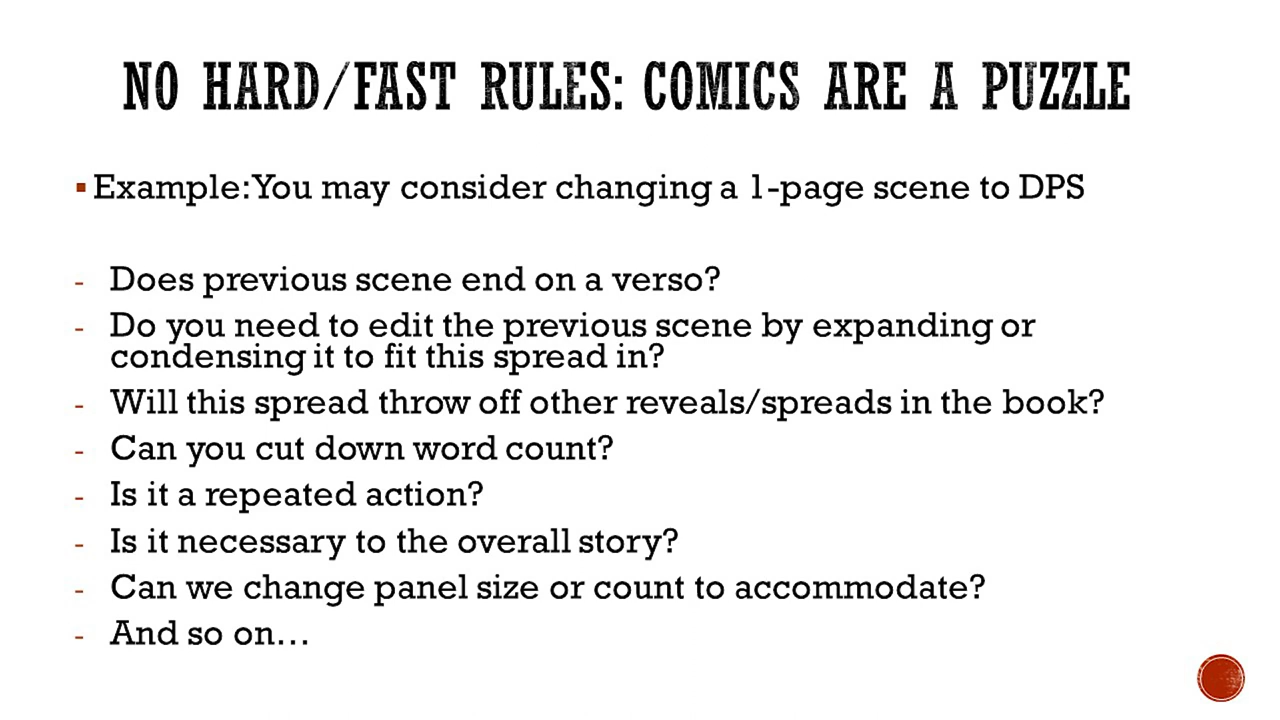 NO HARD/FAST RULES: COMICS ARE A PUZZLE
▪ Example: You may consider changing a 1-page scene to DPS
- Does previous scene end on a verso?
- Do you need to edit the previous scene by expanding or
condensing it to fit this spread in?
- Will this spread throw off other reveals/spreads in the book?
- Can you cut down word count?
- Is it a repeated action?
- Is it necessary to the overall story?
- Can we change panel size or count to accommodate?
- And so on…